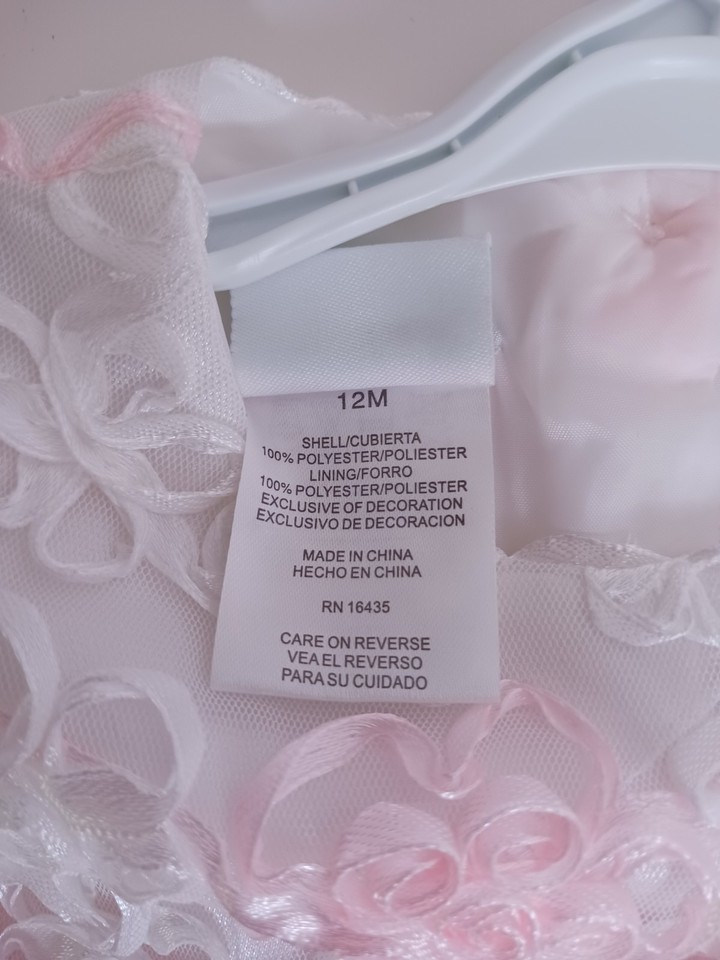 12M
SHELL/CUBIERTA
100% POLYESTER/POLIESTER
LINING/FORRO
100% POLYESTER/POLIESTER
EXCLUSIVE OF DECORATION
EXCLUSIVO DE DECORACION
MADE IN CHINA
HECHO EN CHINA
RN 16435
CARE ON REVERSE
VEA EL REVERSO
PARA SU CUIDADO